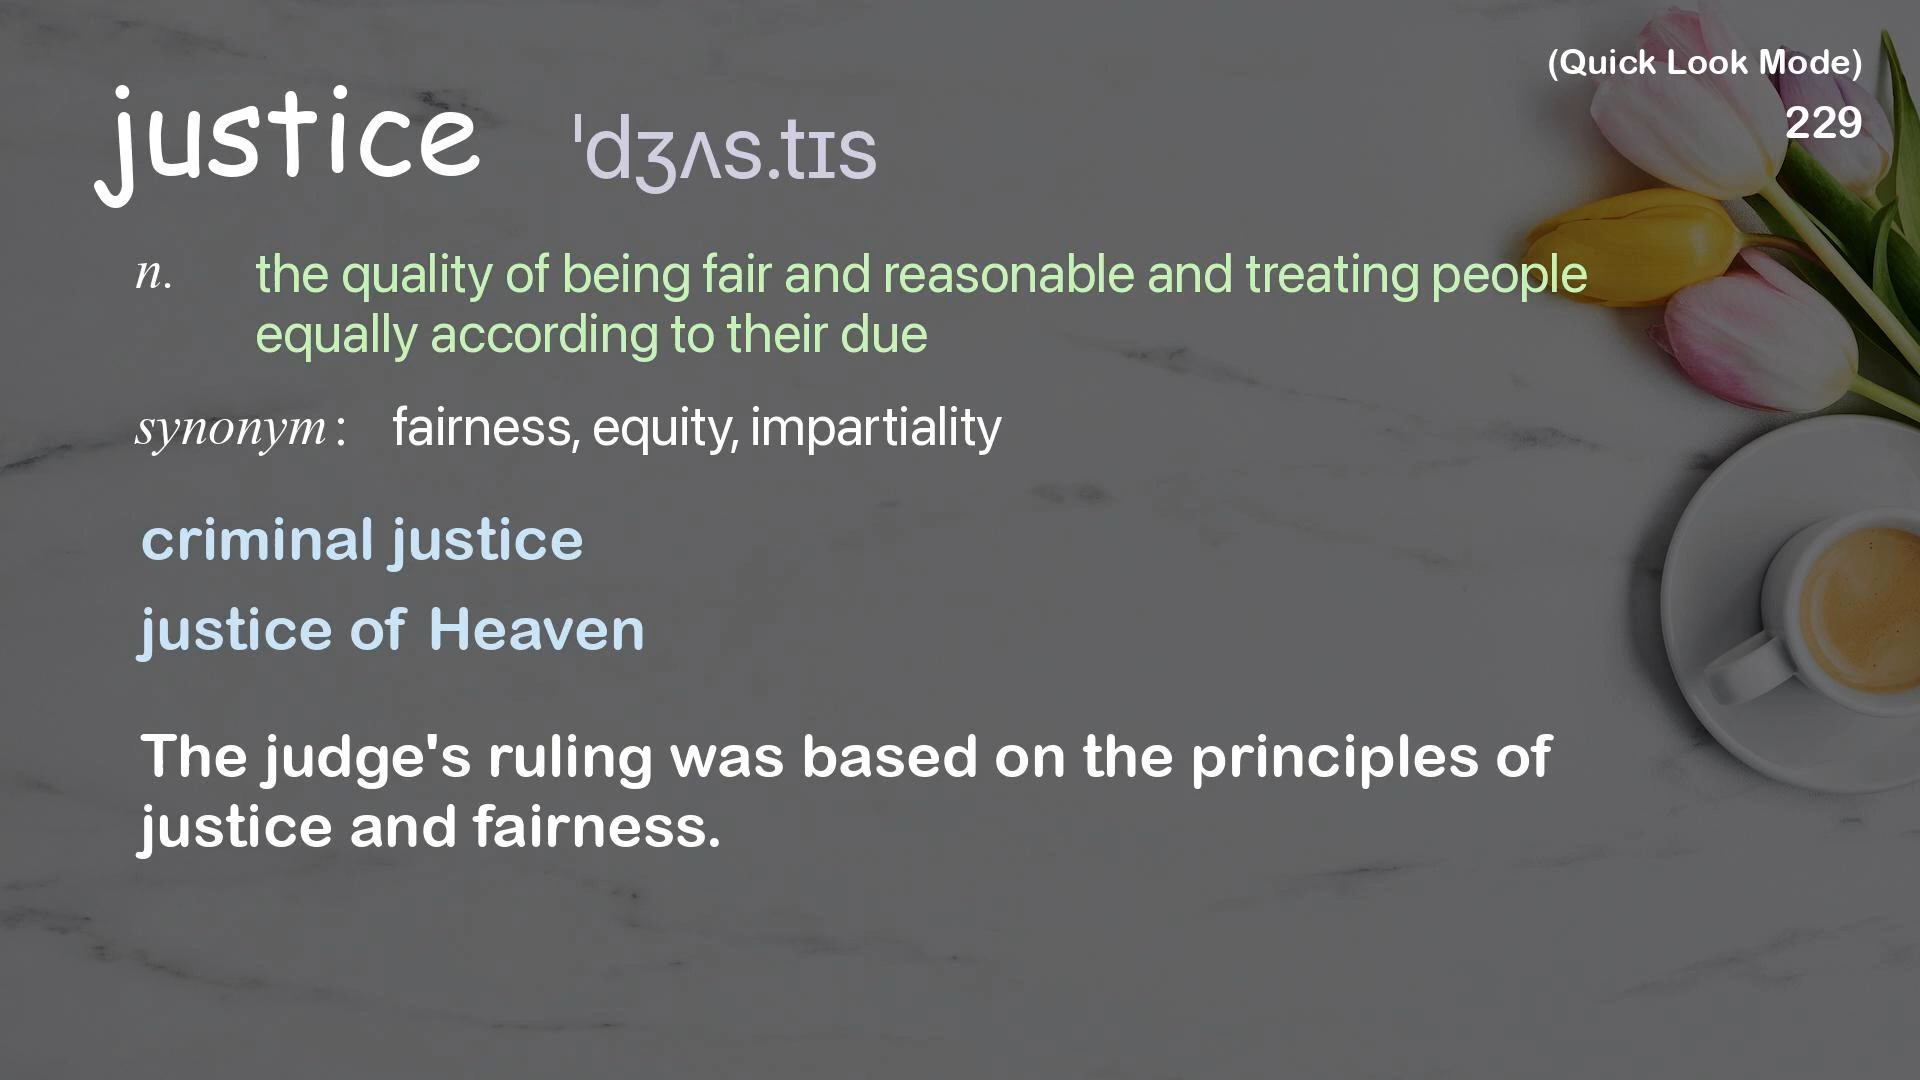 (Quick Look Mode)
justice ˈdʒʌs.tɪs
229
n. the quality of being fair and reasonable and treating people
equally according to their due
synonym: fairness, equity, impartiality
criminal justice
justice of Heaven
The judge's ruling was based on the principles of
justice and fairness.